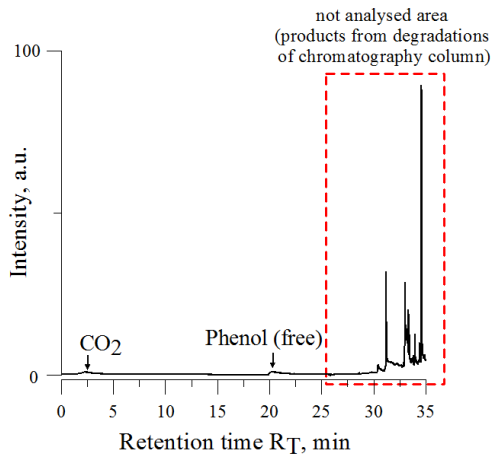 not analysed area
(products from degradations
of chromatography column)
100
Intensity, a.u.
CO2
Phenol (free)
0
0 5 10 15 20 25 30 35
Retention time RT, min